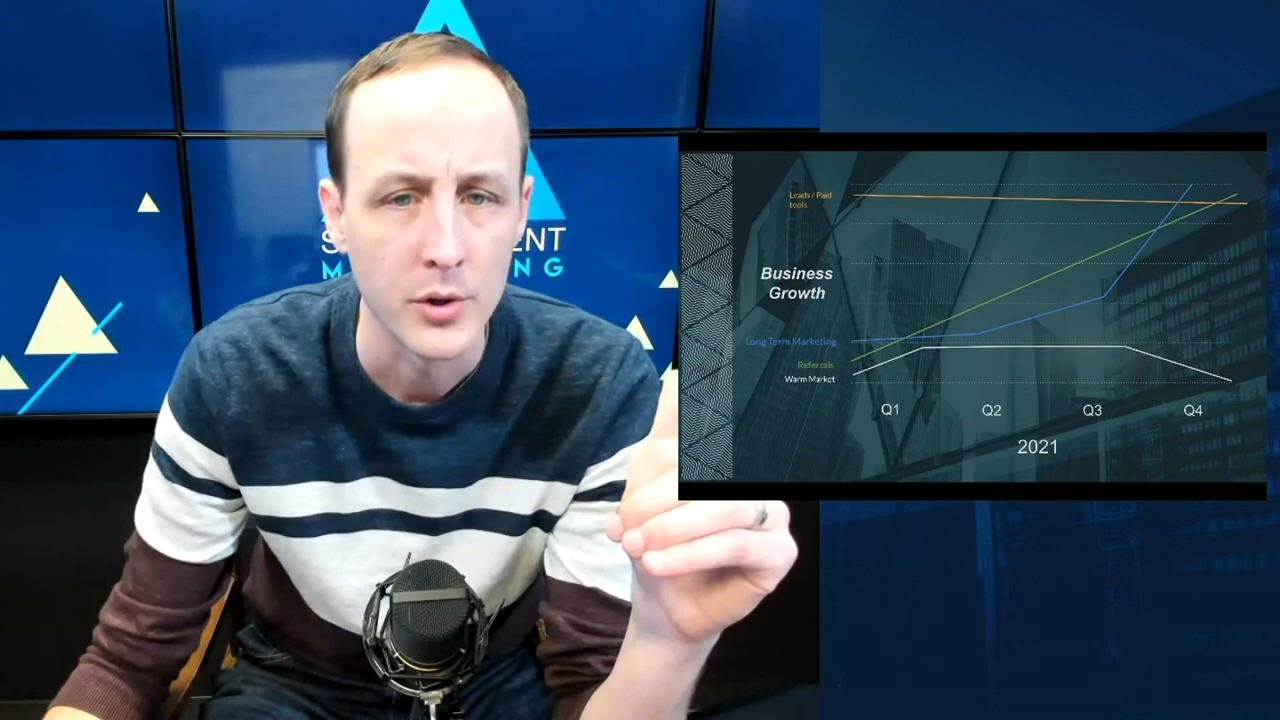 Leads / Paid
tools
Business
Growth
Long Term Marketing
Referrals
Warm Market
Q1
Q2
Q3
Q4
2021